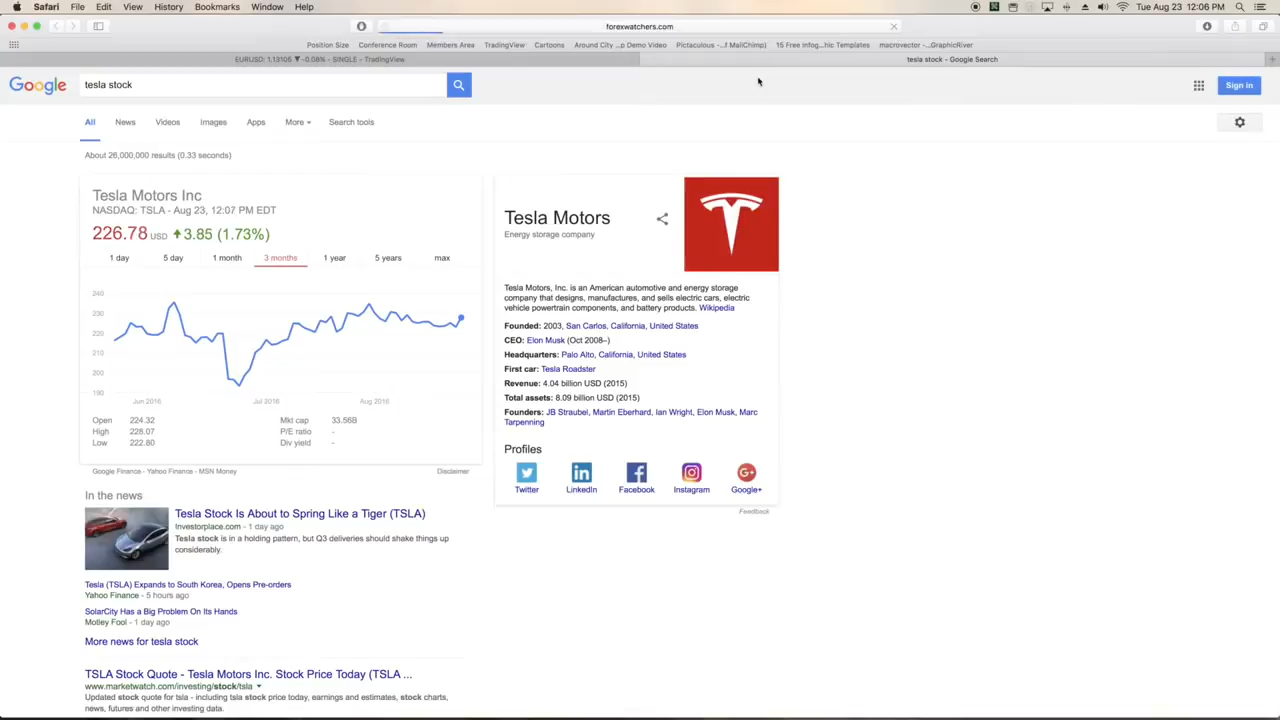 Safari File Edit View History Bookmarks Window Help
Tue Aug 23 12:06 PM
forexwatchers.com
Position Size Conference Room Members Area TradingView Cartoons Around City ...p Demo Video Pictaculous -...f MailChimp) 15 Free Infog...hic Templates macrovector -...GraphicRiver
EURUSD: 1.13106 ▼ -0.08% - SINGLE - TradingView
tesla stock - Google Search
Google
tesla stock
Sign in
All News Videos Images Apps More Search tools
About 26,000,000 results (0.33 seconds)
Tesla Motors Inc
NASDAQ: TSLA - Aug 23, 12:07 PM EDT
226.78 USD 3.85 (1.73%)
1 day 5 day 1 month 3 months 1 year 5 years max
240
230
220
210
200
190
Jun 2016 Jul 2016 Aug 2016
Open 224.32 Mkt cap 33.56B
High 228.07 P/E ratio -
Low 222.80 Div yield -
Google Finance - Yahoo Finance - MSN Money
Disclaimer
In the news
Tesla Stock Is About to Spring Like a Tiger (TSLA)
Investorplace.com - 1 day ago
Tesla stock is in a holding pattern, but Q3 deliveries should shake things up
considerably.
Tesla (TSLA) Expands to South Korea, Opens Pre-orders
Yahoo Finance - 5 hours ago
SolarCity Has a Big Problem On Its Hands
Motley Fool - 1 day ago
More news for tesla stock
TSLA Stock Quote - Tesla Motors Inc. Stock Price Today (TSLA ...
www.marketwatch.com/investing/stock/tsla
Updated stock quote for tsla - including tsla stock price today, earnings and estimates, stock charts,
news, futures and other investing data.
Tesla Motors
Energy storage company
Tesla Motors, Inc. is an American automotive and energy storage
company that designs, manufactures, and sells electric cars, electric
vehicle powertrain components, and battery products. Wikipedia
Founded: 2003, San Carlos, California, United States
CEO: Elon Musk (Oct 2008–)
Headquarters: Palo Alto, California, United States
First car: Tesla Roadster
Revenue: 4.04 billion USD (2015)
Total assets: 8.09 billion USD (2015)
Founders: JB Straubel, Martin Eberhard, Ian Wright, Elon Musk, Marc
Tarpenning
Profiles
Twitter LinkedIn Facebook Instagram Google+
Feedback